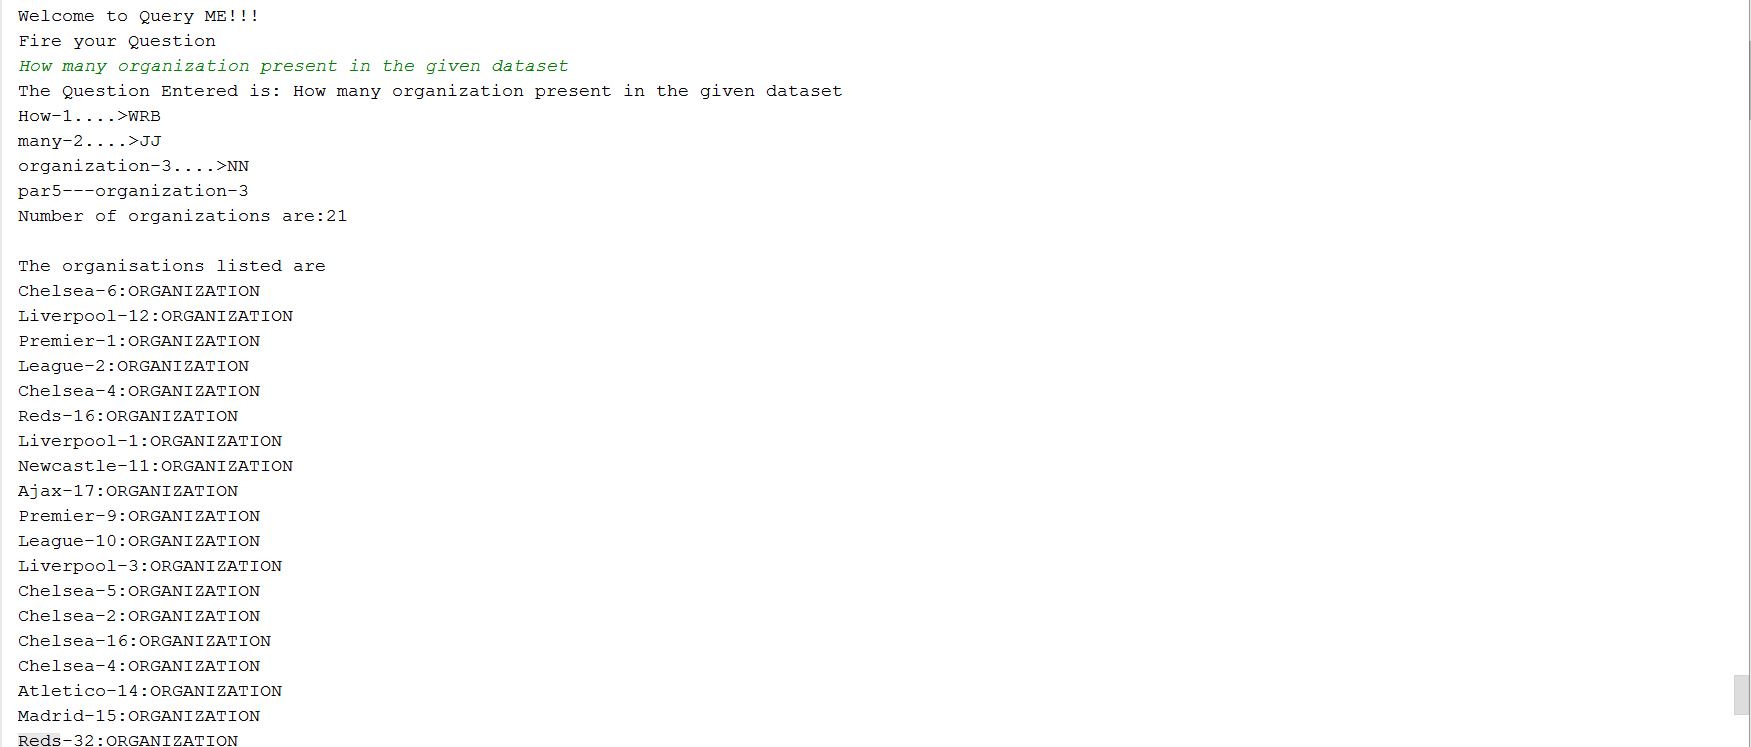 Welcome to Query ME!!!
Fire your Question
How many organization present in the given dataset
The Question Entered is: How many organization present in the given dataset
How-1....>WRB
many-2....>JJ
organization-3....>NN
par5---organization-3
Number of organizations are:21
The organisations listed are
Chelsea-6:ORGANIZATION
Liverpool-12:ORGANIZATION
Premier-1:ORGANIZATION
League-2:ORGANIZATION
Chelsea-4:ORGANIZATION
Reds-16:ORGANIZATION
Liverpool-1:ORGANIZATION
Newcastle-11:ORGANIZATION
Ajax-17:ORGANIZATION
Premier-9:ORGANIZATION
League-10:ORGANIZATION
Liverpool-3:ORGANIZATION
Chelsea-5:ORGANIZATION
Chelsea-2:ORGANIZATION
Chelsea-16:ORGANIZATION
Chelsea-4:ORGANIZATION
Atletico-14:ORGANIZATION
Madrid-15:ORGANIZATION
Reds-32:ORGANIZATION